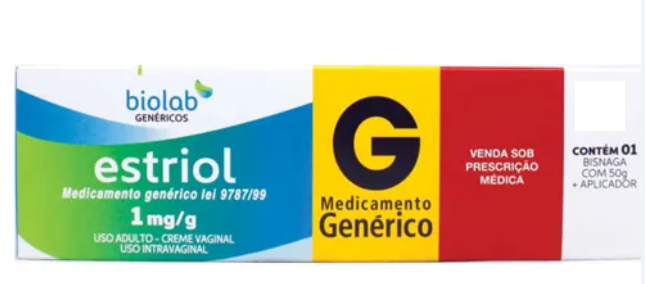 biolab
GENÉRICOS
estriol
Medicamento genérico lei 9787/99
1 mg/g
USO ADULTO - CREME VAGINAL
USO INTRAVAGINAL
G
Medicamento
Genérico
VENDA SOB
PRESCRIÇÃO
MÉDICA
CONTÉM 01
BISNAGA
COM 50g
+ APLICADOR